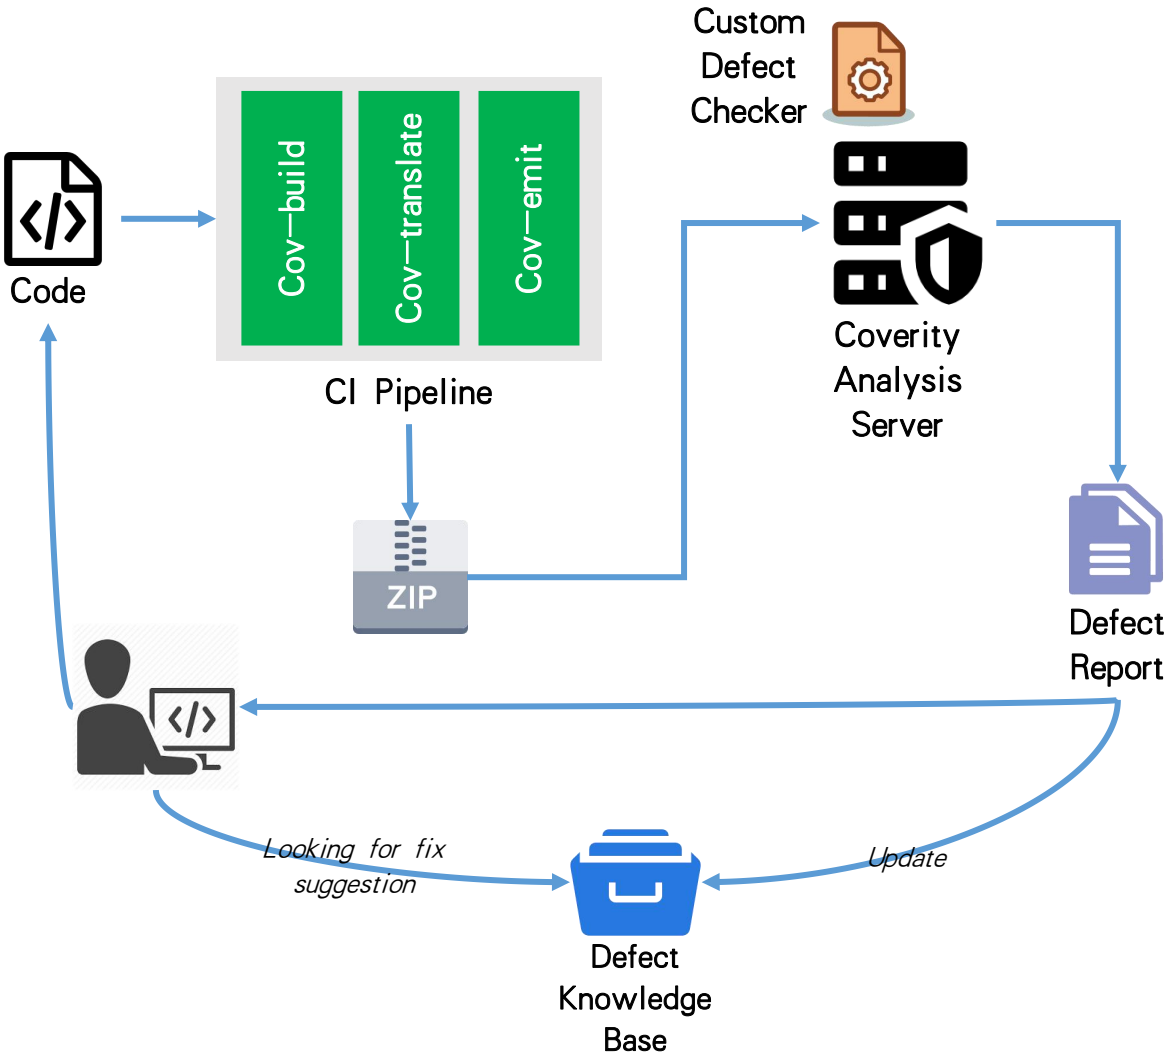 Custom
Defect
Checker
Cov-build
Cov-translate
Cov-emit
</>
Code
CI Pipeline
Coverity
Analysis
Server
ZIP
Defect
Report
</>
Looking for fix
suggestion
Update
Defect
Knowledge
Base